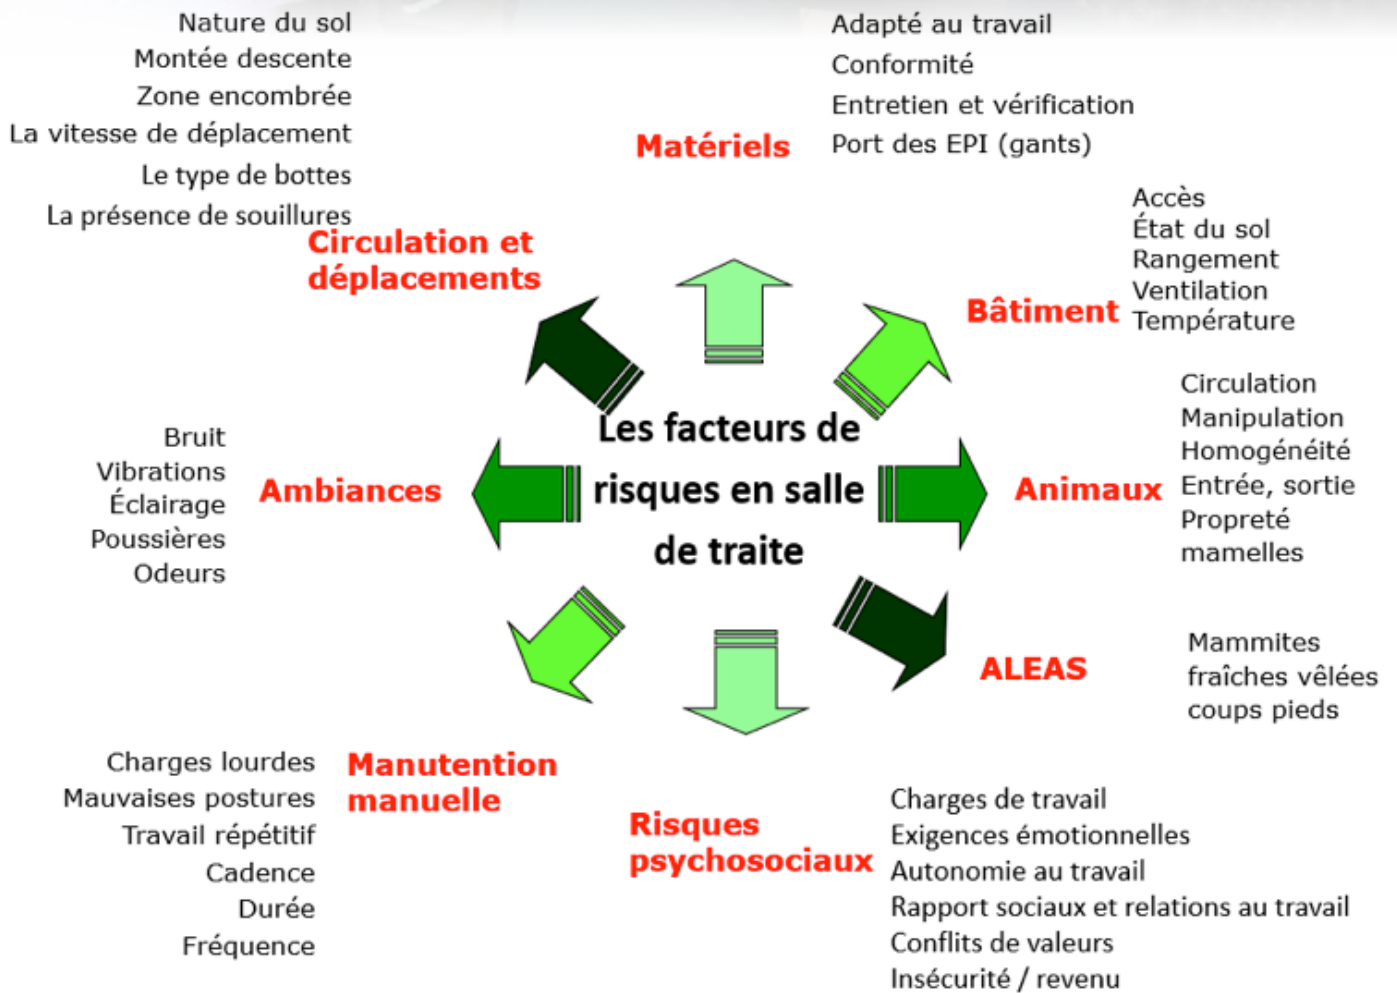 Nature du sol
Montée descente
Zone encombrée
La vitesse de déplacement
Le type de bottes
La présence de souillures
Circulation et
déplacements
Matériels
Adapté au travail
Conformité
Entretien et vérification
Port des EPI (gants)
Bâtiment
Accès
État du sol
Rangement
Ventilation
Température
Les facteurs de
risques en salle
de traite
Ambiances
Bruit
Vibrations
Éclairage
Poussières
Odeurs
Animaux
Circulation
Manipulation
Homogénéité
Entrée, sortie
Propreté
mamelles
ALEAS
Mammites
fraîches vêlées
coups pieds
Manutention
manuelle
Charges lourdes
Mauvaises postures
Travail répétitif
Cadence
Durée
Fréquence
Risques
psychosociaux
Charges de travail
Exigences émotionnelles
Autonomie au travail
Rapport sociaux et relations au travail
Conflits de valeurs
Insécurité / revenu